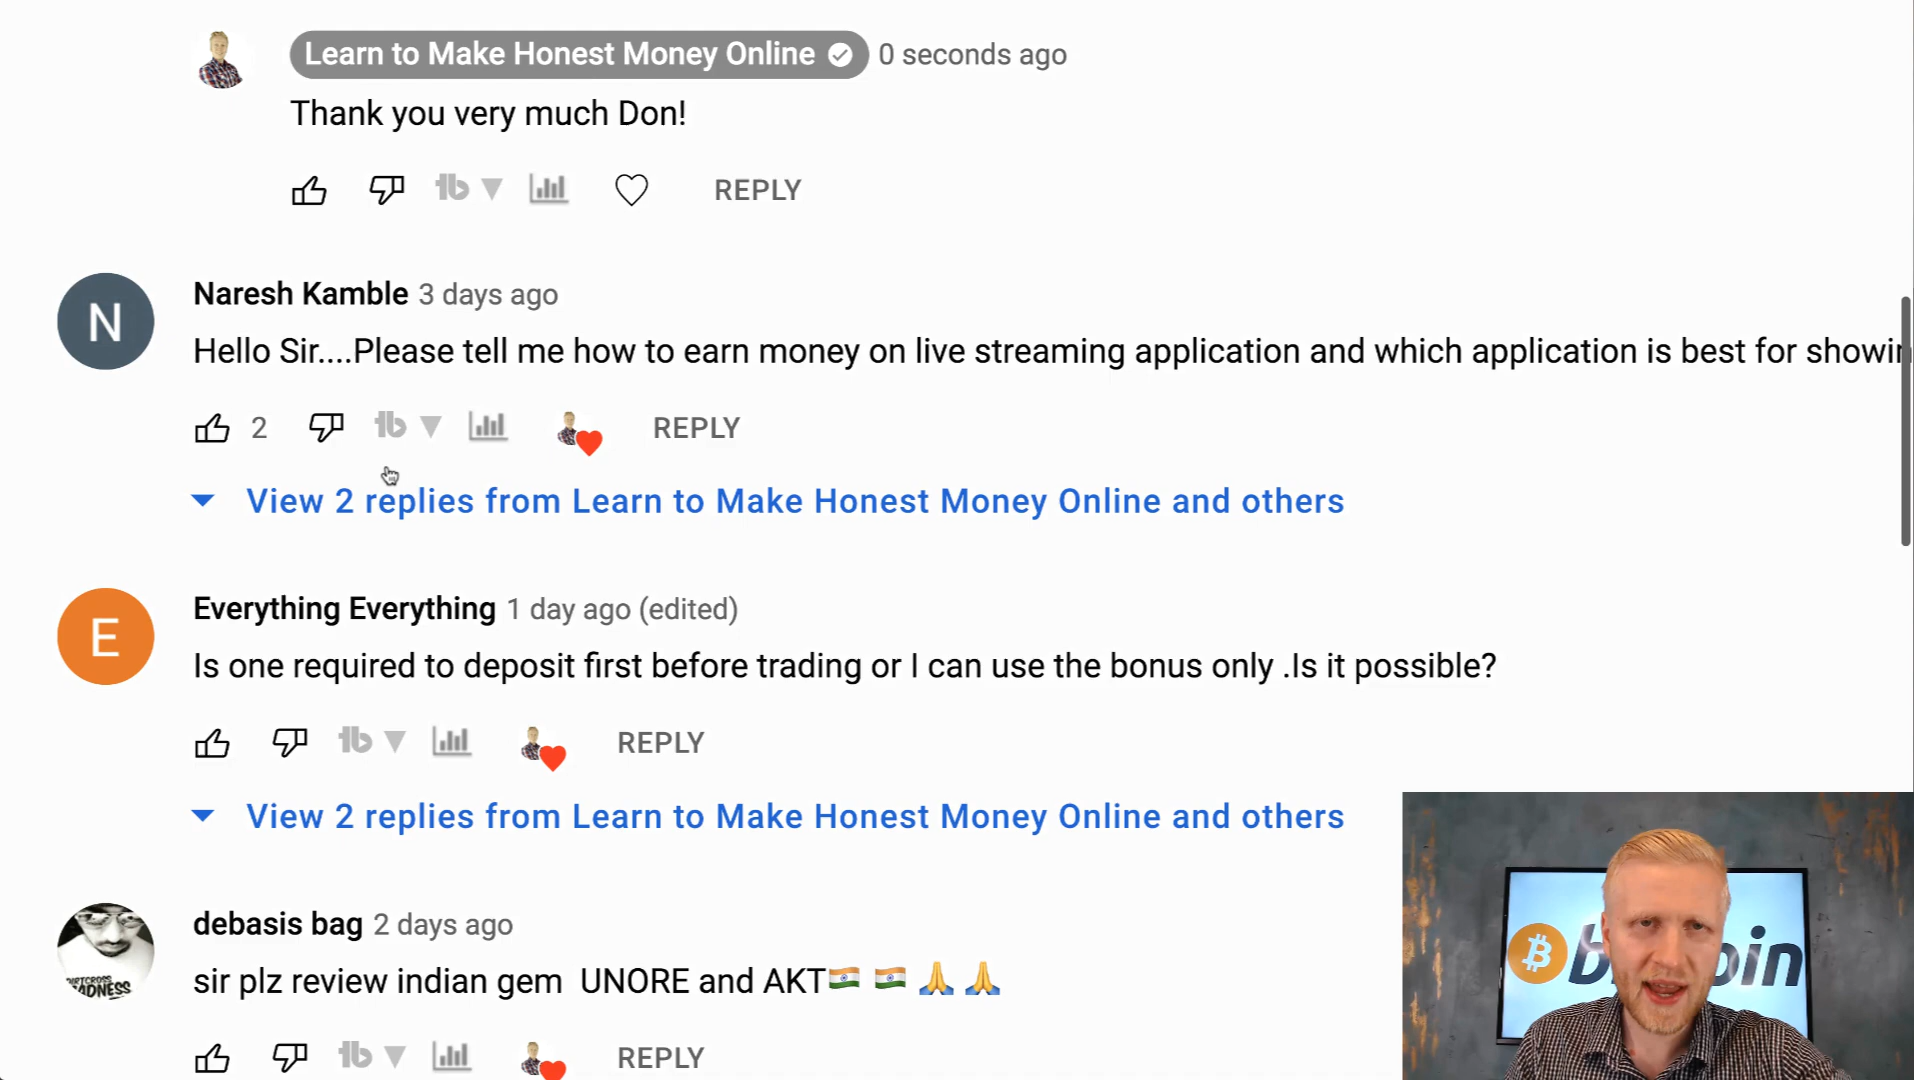 Learn to Make Honest Money Online 0 seconds ago
Thank you very much Don!
REPLY
N
Naresh Kamble 3 days ago
Hello Sir....Please tell me how to earn money on live streaming application and which application is best for showin
2 REPLY
View 2 replies from Learn to Make Honest Money Online and others
E
Everything Everything 1 day ago (edited)
Is one required to deposit first before trading or I can use the bonus only .Is it possible?
REPLY
View 2 replies from Learn to Make Honest Money Online and others
debasis bag 2 days ago
sir plz review indian gem UNORE and AKT🇮🇳 🇮🇳 🙏 🙏
REPLY